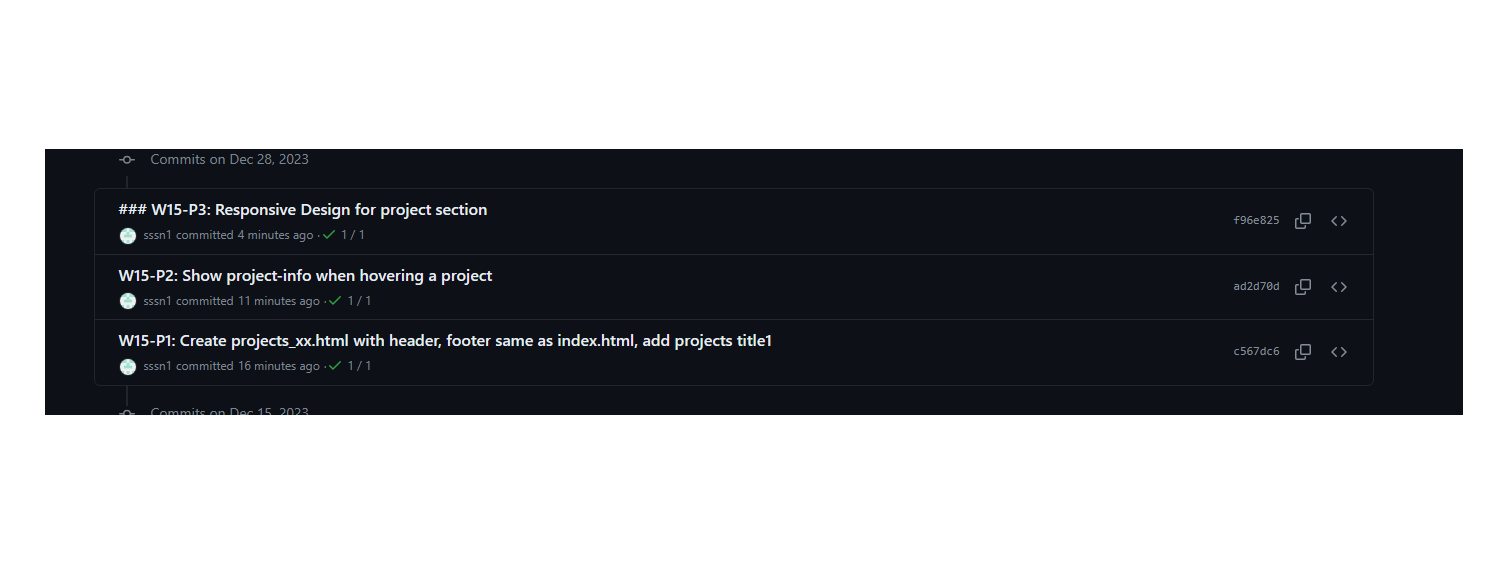 Commits on Dec 28, 2023
### W15-P3: Responsive Design for project section
sssn1 committed 4 minutes ago · 1 / 1
f96e825
W15-P2: Show project-info when hovering a project
sssn1 committed 11 minutes ago · 1 / 1
ad2d70d
W15-P1: Create projects_xx.html with header, footer same as index.html, add projects title1
sssn1 committed 16 minutes ago · 1 / 1
c567dc6
Commits on Dec 15, 2023